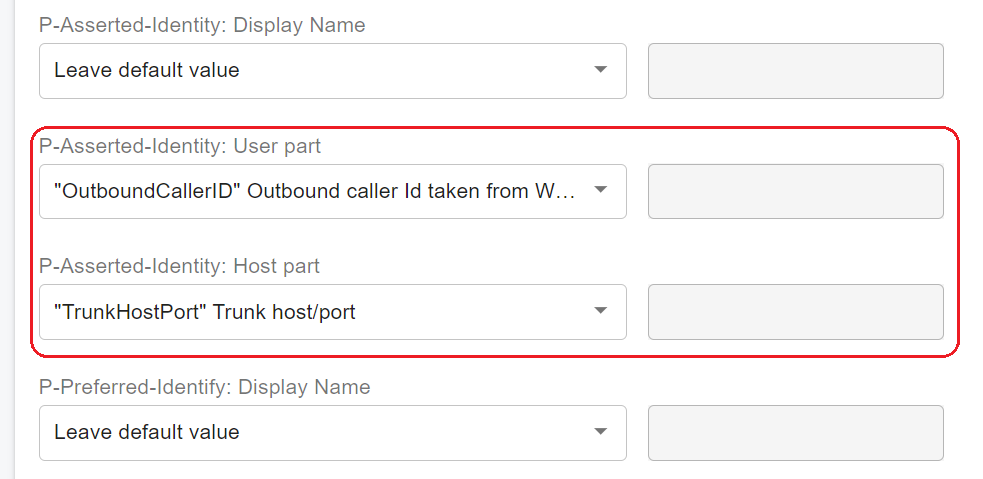 P-Asserted-Identity: Display Name
Leave default value
P-Asserted-Identity: User part
"OutboundCallerID" Outbound caller Id taken from W...
P-Asserted-Identity: Host part
"TrunkHostPort" Trunk host/port
P-Preferred-Identify: Display Name
Leave default value